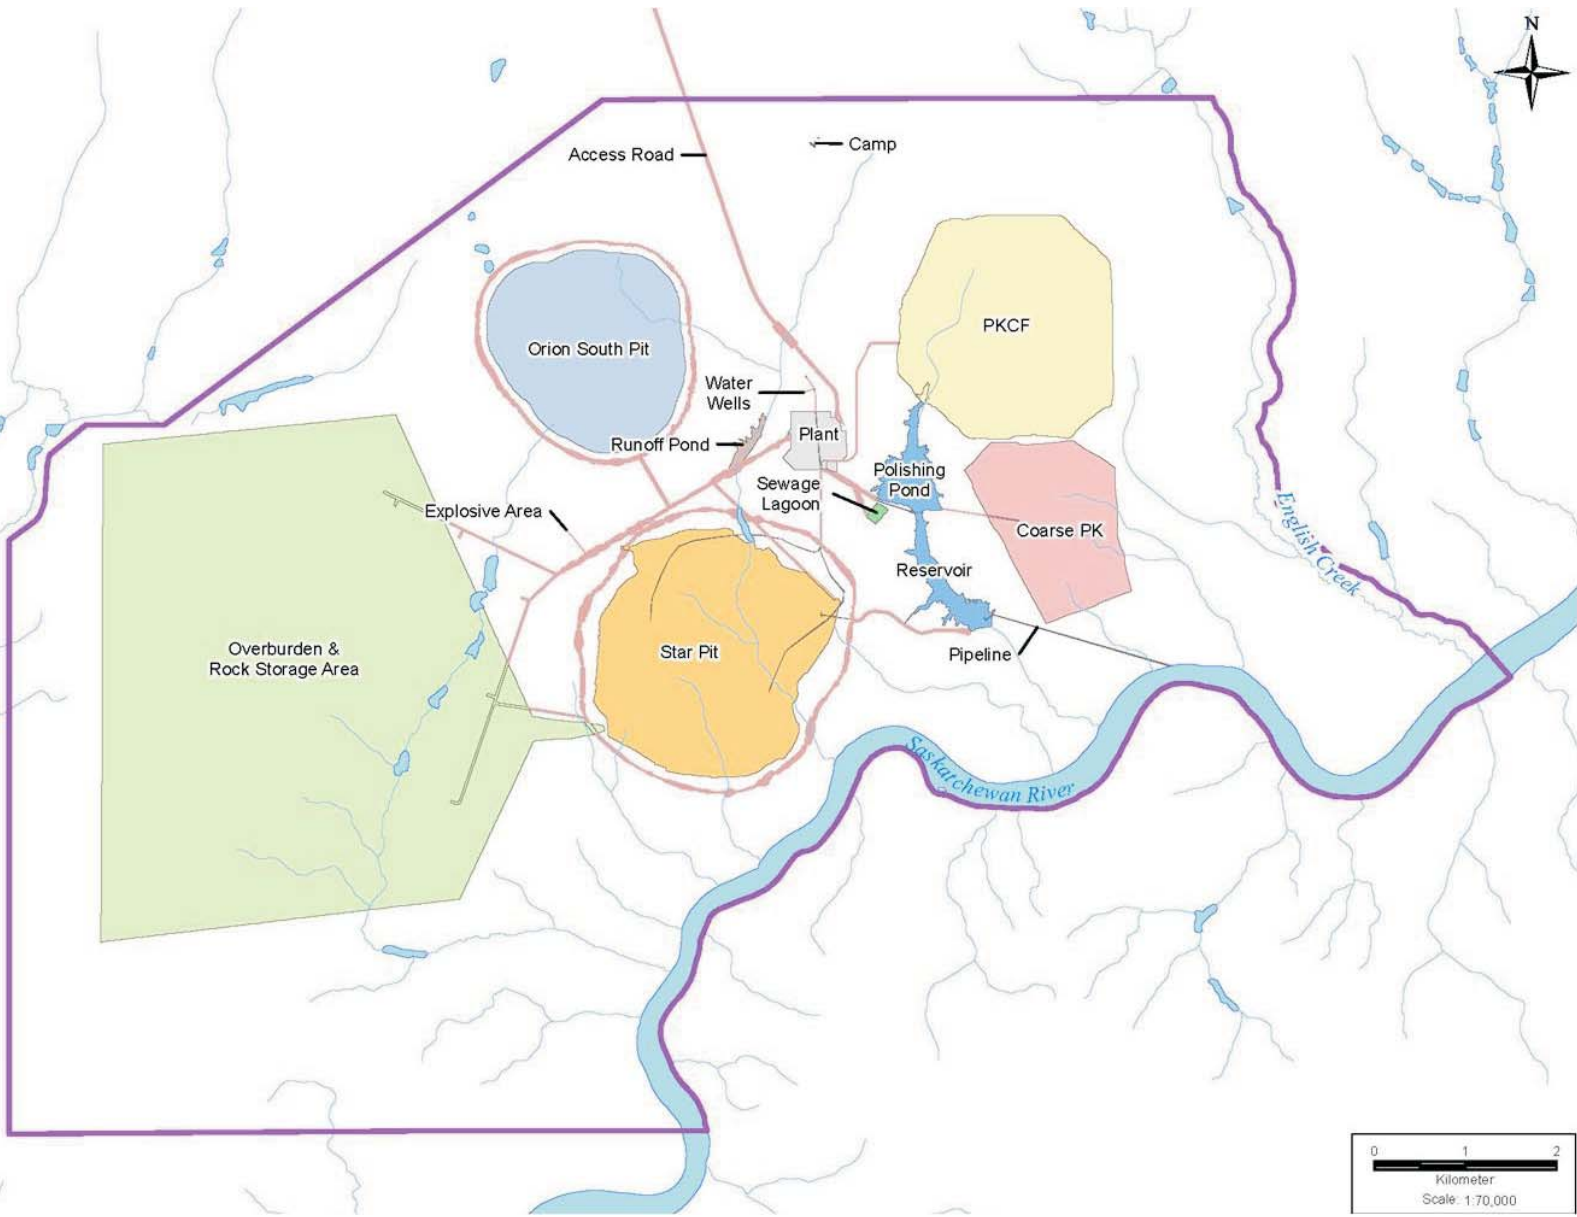 N
Access Road
Camp
PKCF
Orion South Pit
Water
Wells
Runoff Pond
Plant
Polishing
Pond
Sewage
Lagoon
Explosive Area
Coarse PK
English Creek
Reservoir
Overburden &
Rock Storage Area
Star Pit
Pipeline
Saskatchewan River
0 1 2
Kilometer
Scale: 1:70,000